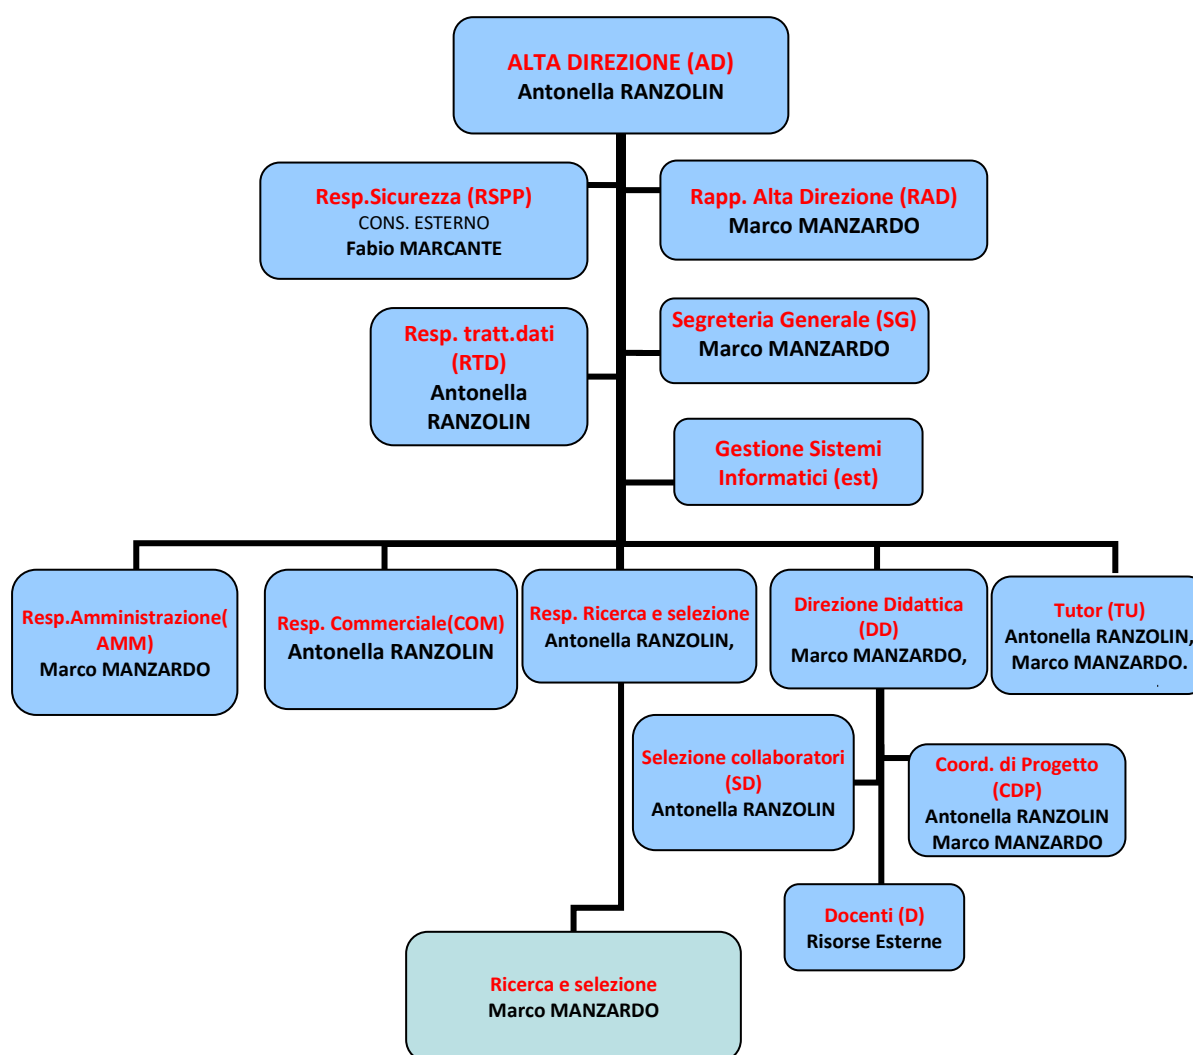 ALTA DIREZIONE (AD)
Antonella RANZOLIN
Resp.Sicurezza (RSPP)
CONS. ESTERNO
Fabio MARCANTE
Rapp. Alta Direzione (RAD)
Marco MANZARDO
Resp. tratt.dati
(RTD)
Antonella
RANZOLIN
Segreteria Generale (SG)
Marco MANZARDO
Gestione Sistemi
Informatici (est)
Resp.Amministrazione(
AMM)
Marco MANZARDO
Resp. Commerciale(COM)
Antonella RANZOLIN
Resp. Ricerca e selezione
Antonella RANZOLIN,
Direzione Didattica
(DD)
Marco MANZARDO,
Tutor (TU)
Antonella RANZOLIN,
Marco MANZARDO.
.
Selezione collaboratori
(SD)
Antonella RANZOLIN
Coord. di Progetto
(CDP)
Antonella RANZOLIN
Marco MANZARDO
Docenti (D)
Risorse Esterne
Ricerca e selezione
Marco MANZARDO